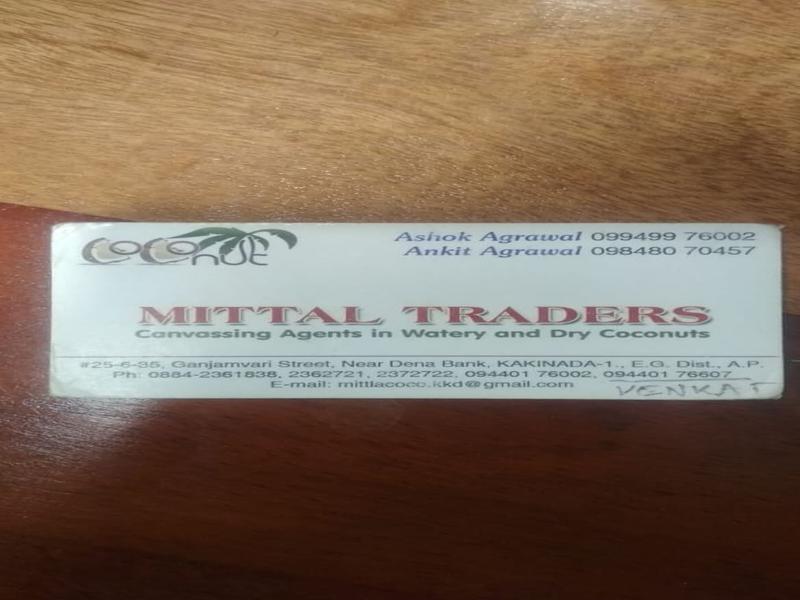 Coconut
Ashok Agrawal 099499 76002
Ankit Agrawal 098480 70457
MITTAL TRADERS
Canvassing Agents in Watery and Dry Coconuts
#25-6-35, Ganjamvari Street, Near Dena Bank, KAKINADA-1., E.G. Dist., A.P.
Ph: 0884-2361838, 2362721, 2372722, 094401 76002, 094401 76607
E-mail: mittlacoco.kkd@gmail.com
VENKAT